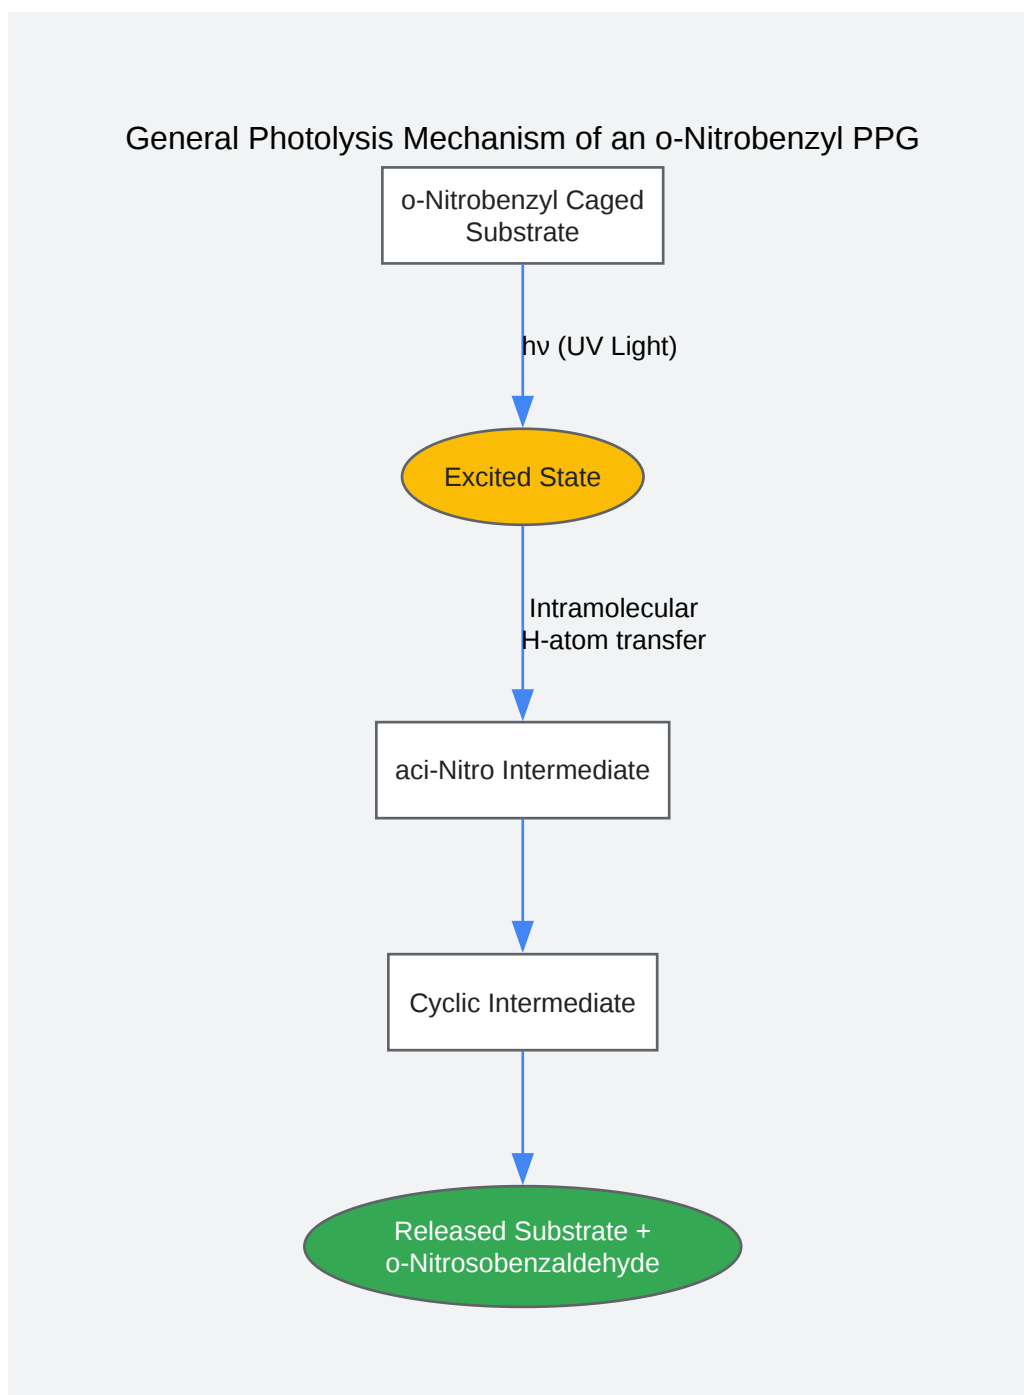 General Photolysis Mechanism of an o-Nitrobenzyl PPG
o-Nitrobenzyl Caged
Substrate
hν (UV Light)
Excited State
Intramolecular
H-atom transfer
aci-Nitro Intermediate
Cyclic Intermediate
Released Substrate +
o-Nitrosobenzaldehyde